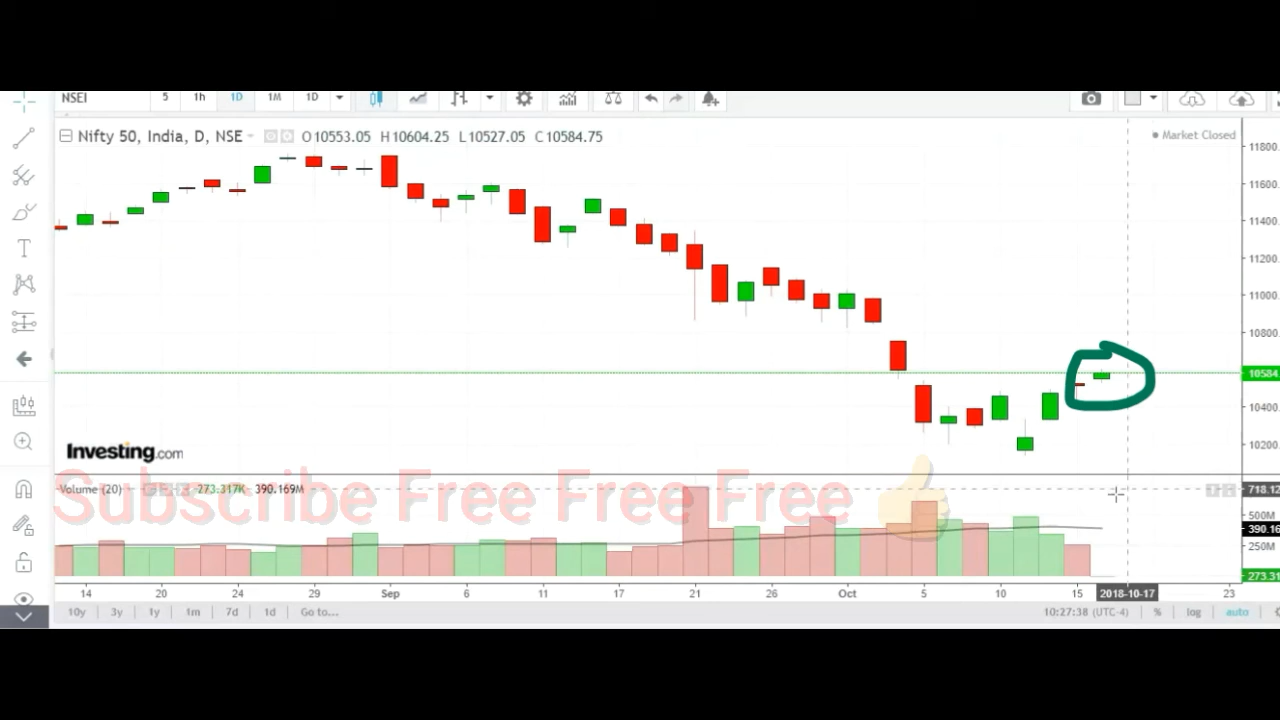 NSEI 5 1h 1D 1M 1D
Nifty 50, India, D, NSE O10553.05 H10604.25 L10527.05 C10584.75
Market Closed
11800.
11600.
11400.
11200.
11000.
10800.
10584
10400.
10200.
Investing.com
Subscribe Free Free Free
Volume (20) 273.317K 390.169M
718.12
500M
390.16
250M
273.31
14 20 24 29 Sep 6 11 17 21 26 Oct 5 10 15 2018-10-17 23
10y 3y 1y 1m 7d 1d Go to... 10:27:38 (UTC-4) % log auto